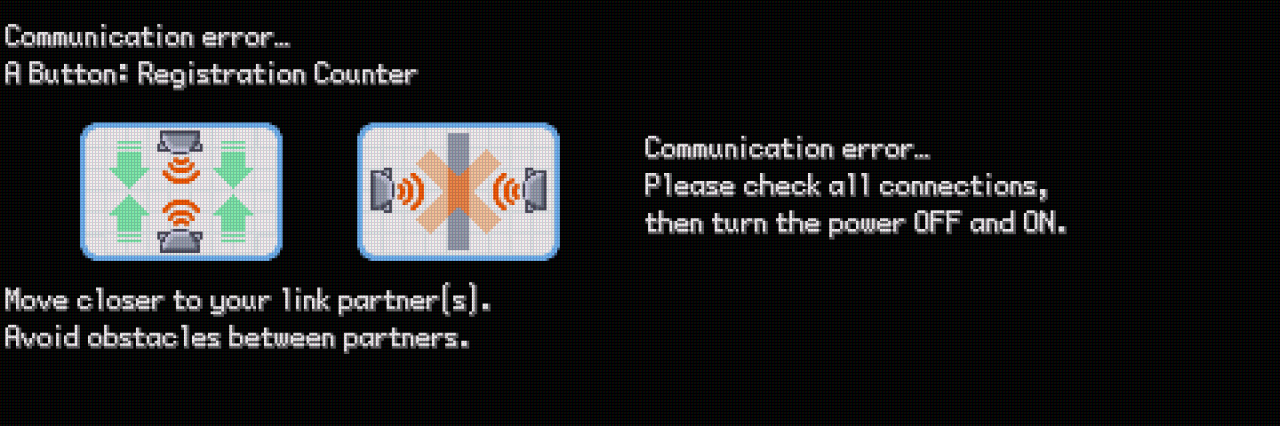 Communication error…
A Button: Registration Counter
Move closer to your link partner(s).
Avoid obstacles between partners.
Communication error…
Please check all connections,
then turn the power OFF and ON.